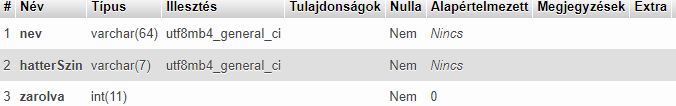 # Név Típus Illesztés Tulajdonságok Nulla Alapértelmezett Megjegyzések Extra
1 nev varchar(64) utf8mb4_general_ci Nem Nincs
2 hatterSzin varchar(7) utf8mb4_general_ci Nem Nincs
3 zarolva int(11) Nem 0